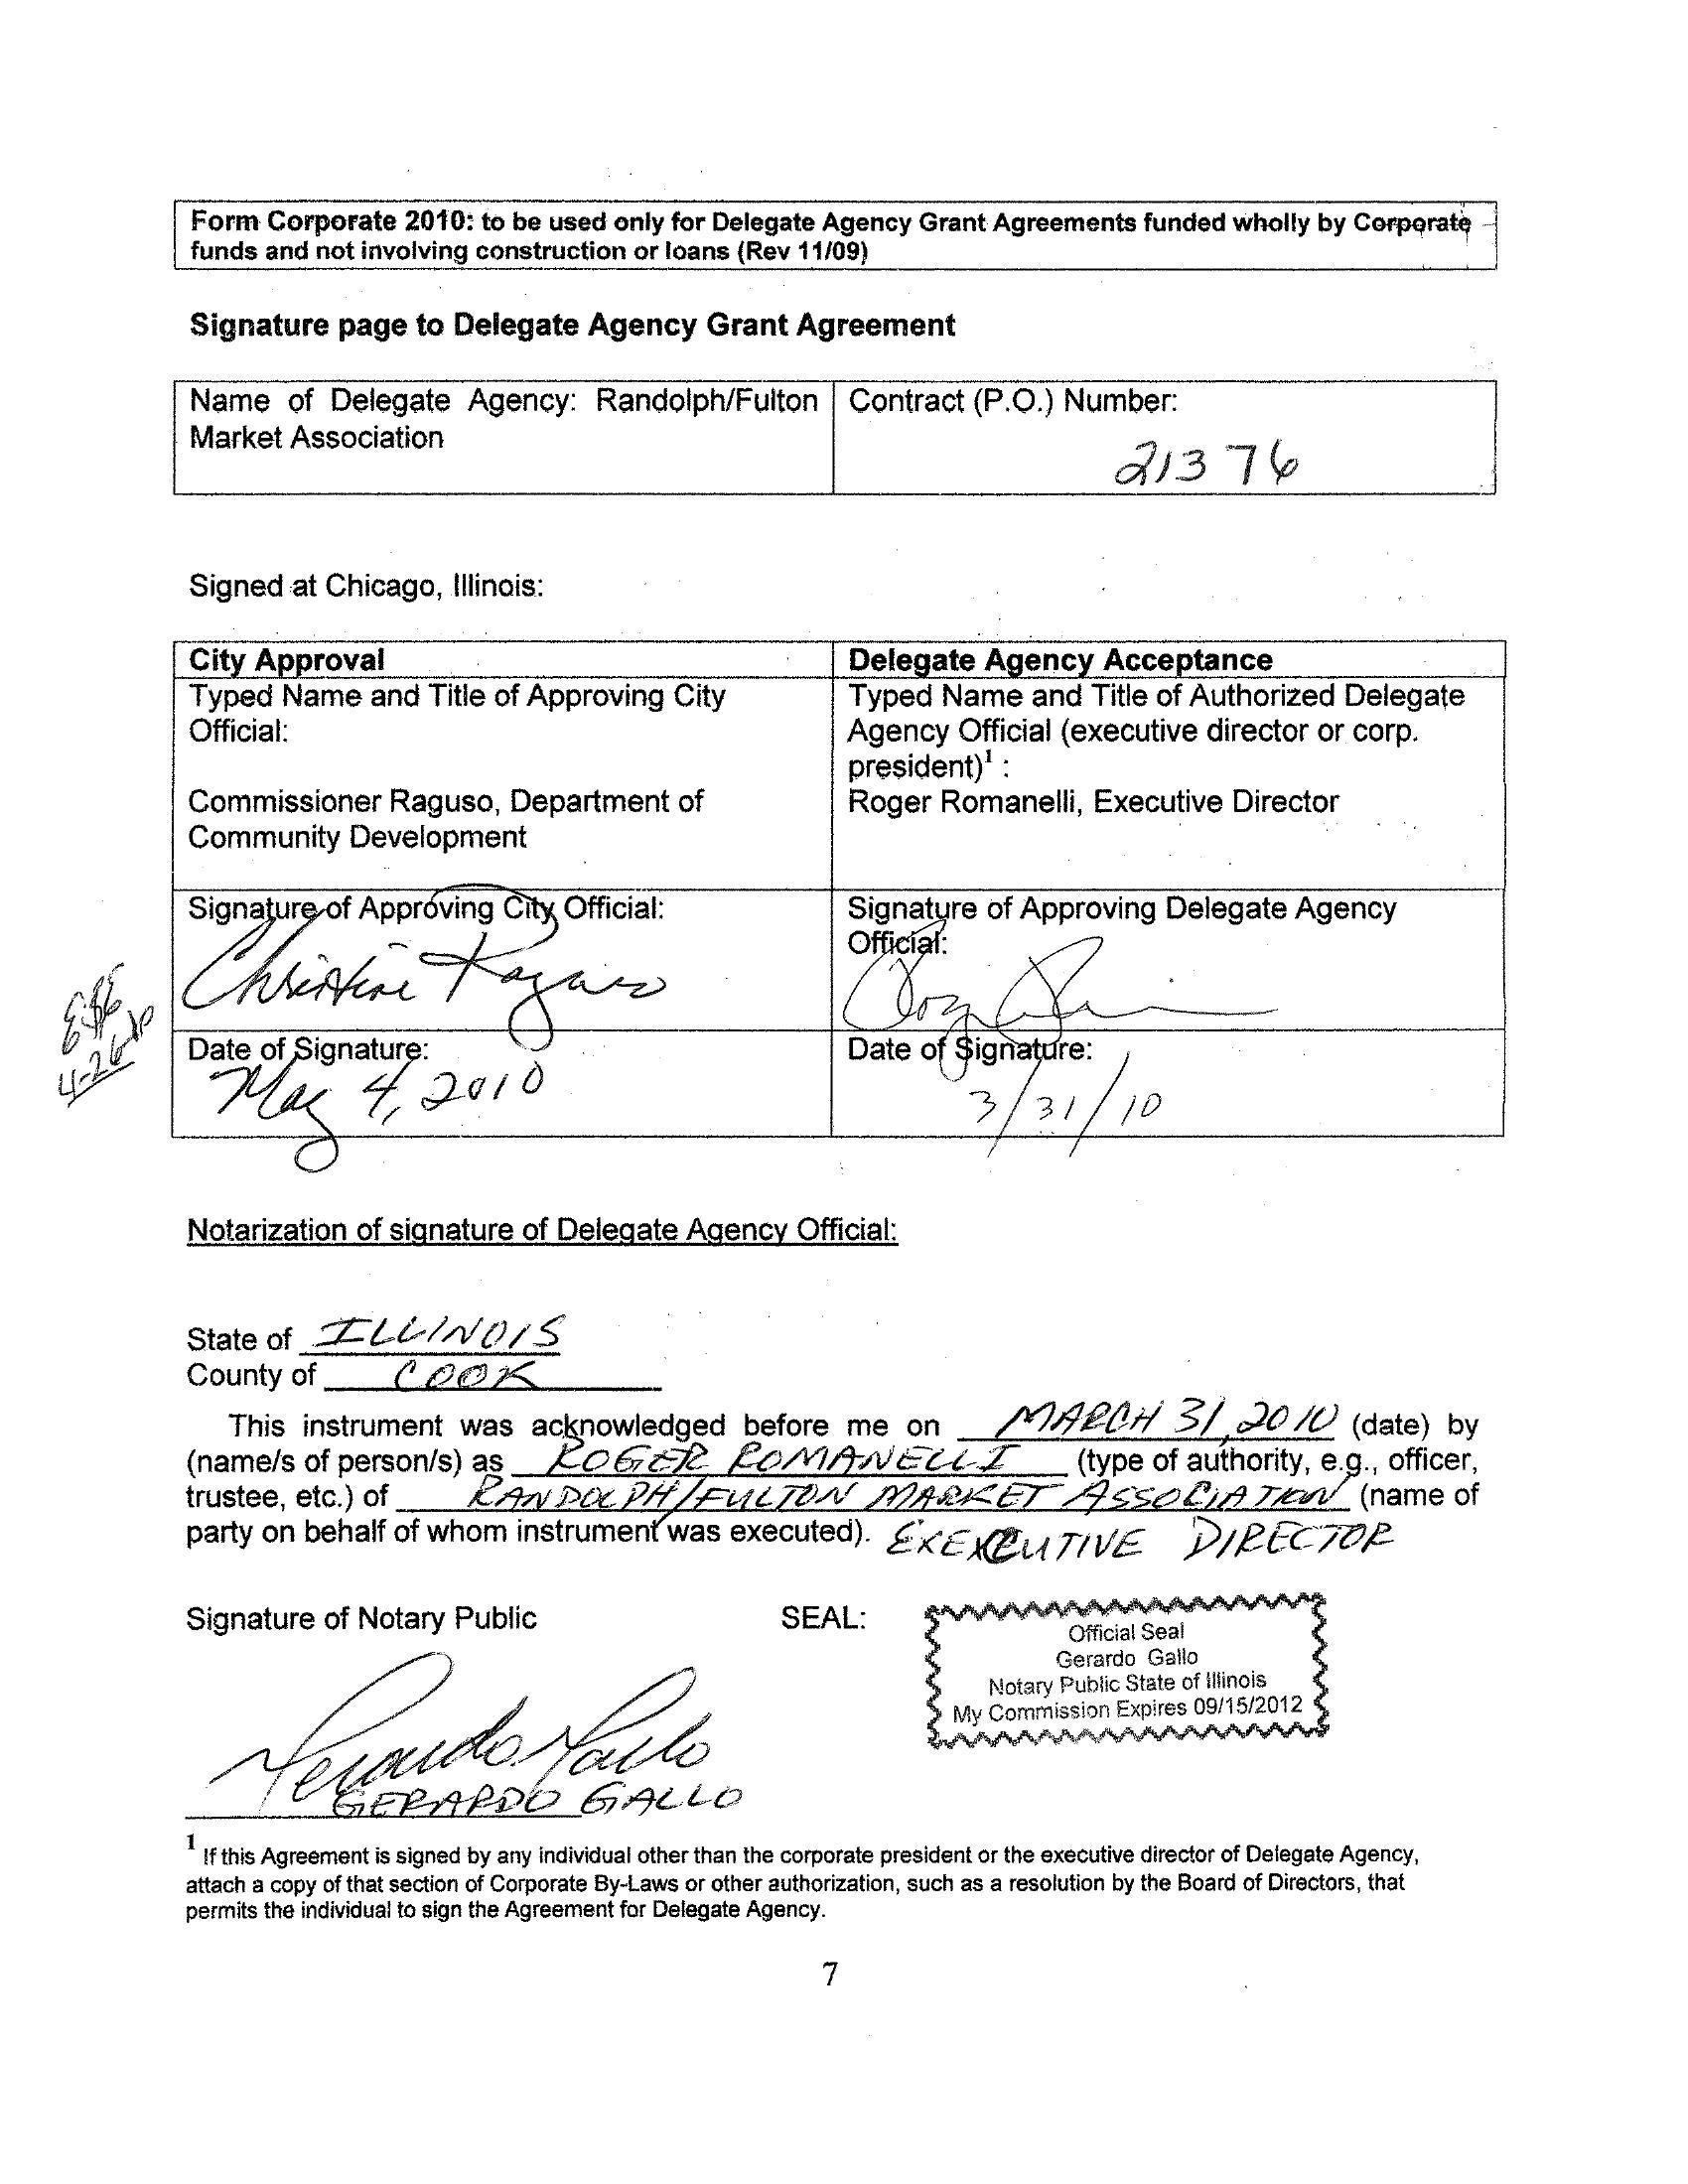 Form Corporate 2010: to be used only for Delegate Agency Grant Agreements funded wholly by Corporate
funds and not involving construction or loans (Rev 11/09)
Signature page to Delegate Agency Grant Agreement
Name of Delegate Agency: Randolph/Fulton
Market Association
Contract (P.O.) Number:
21376
Signed at Chicago, Illinois:
City Approval
Typed Name and Title of Approving City
Official:
Commissioner Raguso, Department of
Community Development
Delegate Agency Acceptance
Typed Name and Title of Authorized Delegate
Agency Official (executive director or corp.
president)1 :
Roger Romanelli, Executive Director
Signature of Approving City Official:
Christine Raguso
Signature of Approving Delegate Agency
Official:
Date of Signature:
May 4, 2010
Date of Signature:
3/31/10
4-26-10
Notarization of signature of Delegate Agency Official:
State of ILLINOIS
County of COOK
This instrument was acknowledged before me on MARCH 31, 2010 (date) by
(name/s of person/s) as ROGER ROMANELLI (type of authority, e.g., officer,
trustee, etc.) of RANDOLPH/FULTON MARKET ASSOCIATION (name of
party on behalf of whom instrument was executed). EXECUTIVE DIRECTOR
Signature of Notary Public
SEAL:
Official Seal
Gerardo Gallo
Notary Public State of Illinois
My Commission Expires 09/15/2012
Gerardo Gallo
GERARDO GALLO
1 If this Agreement is signed by any individual other than the corporate president or the executive director of Delegate Agency,
attach a copy of that section of Corporate By-Laws or other authorization, such as a resolution by the Board of Directors, that
permits the individual to sign the Agreement for Delegate Agency.
7